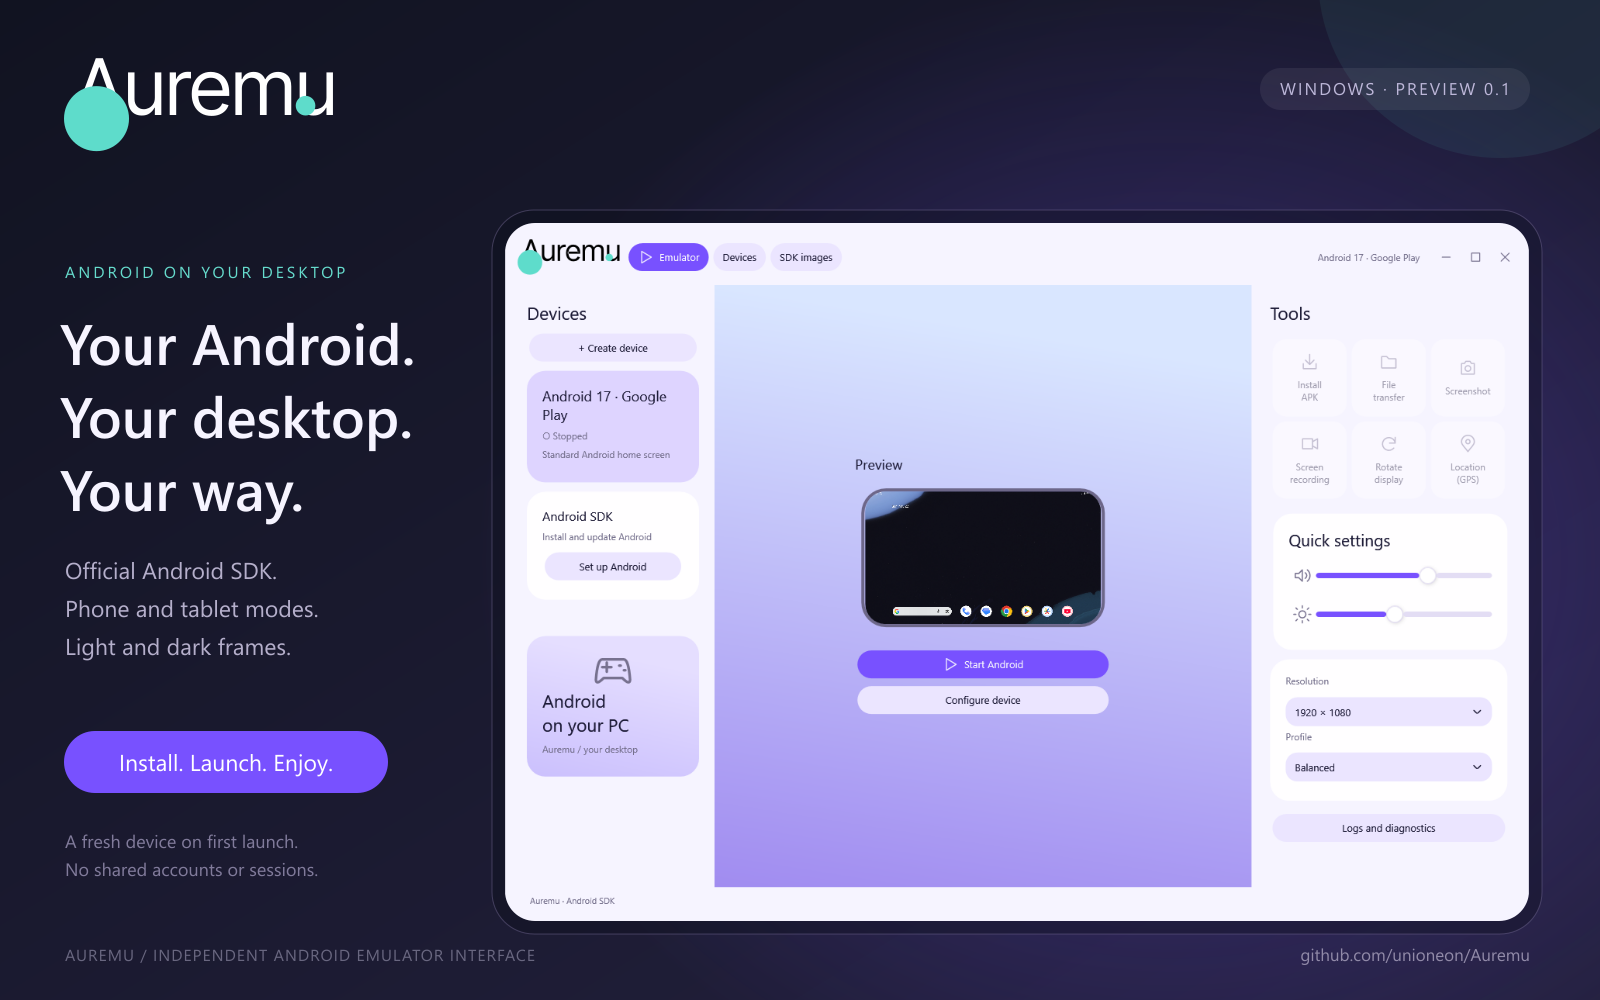 Auremu
WINDOWS · PREVIEW 0.1
ANDROID ON YOUR DESKTOP
Your Android.
Your desktop.
Your way.
Official Android SDK.
Phone and tablet modes.
Light and dark frames.
Install. Launch. Enjoy.
A fresh device on first launch.
No shared accounts or sessions.
Auremu
Emulator
Devices
SDK images
Android 17 · Google Play
Devices
+ Create device
Android 17 · Google
Play
Stopped
Standard Android home screen
Android SDK
Install and update Android
Set up Android
Android
on your PC
Auremu / your desktop
Preview
Start Android
Configure device
Tools
Install
APK
File
transfer
Screenshot
Screen
recording
Rotate
display
Location
(GPS)
Quick settings
Resolution
1920 × 1080
Profile
Balanced
Logs and diagnostics
Auremu · Android SDK
AUREMU / INDEPENDENT ANDROID EMULATOR INTERFACE
github.com/unioneon/Auremu